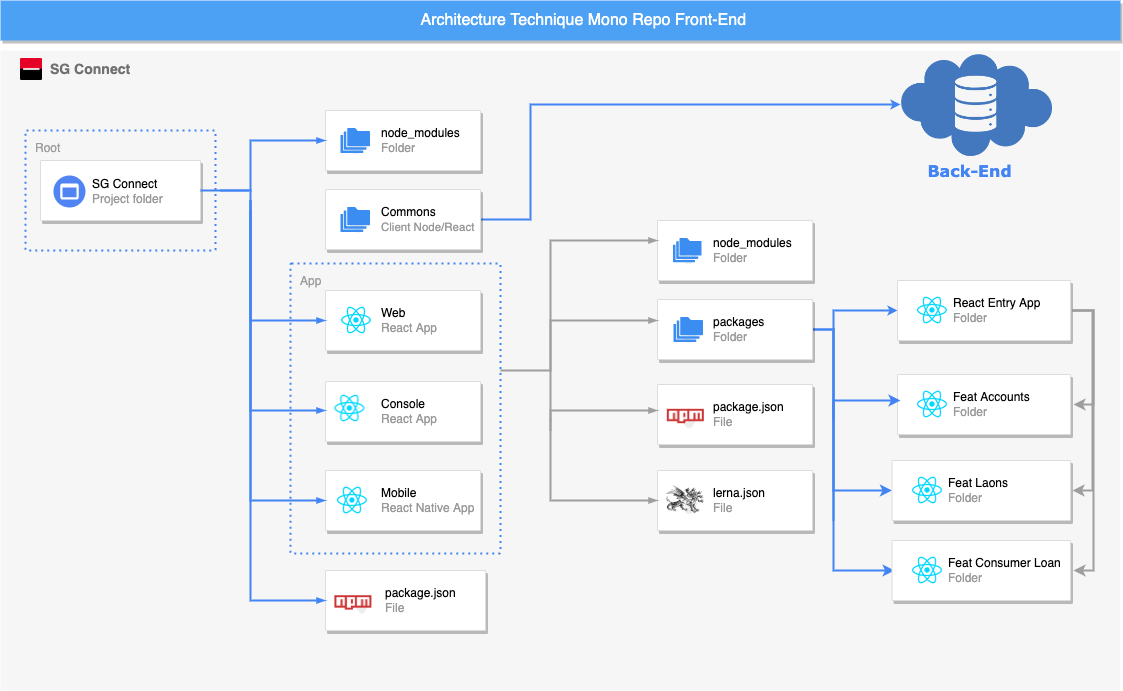 Architecture Technique Mono Repo Front-End
SG Connect
Root
SG Connect
Project folder
node_modules
Folder
Commons
Client Node/React
Back-End
App
Web
React App
Console
React App
Mobile
React Native App
package.json
File
node_modules
Folder
packages
Folder
package.json
File
lerna.json
File
React Entry App
Folder
Feat Accounts
Folder
Feat Laons
Folder
Feat Consumer Loan
Folder